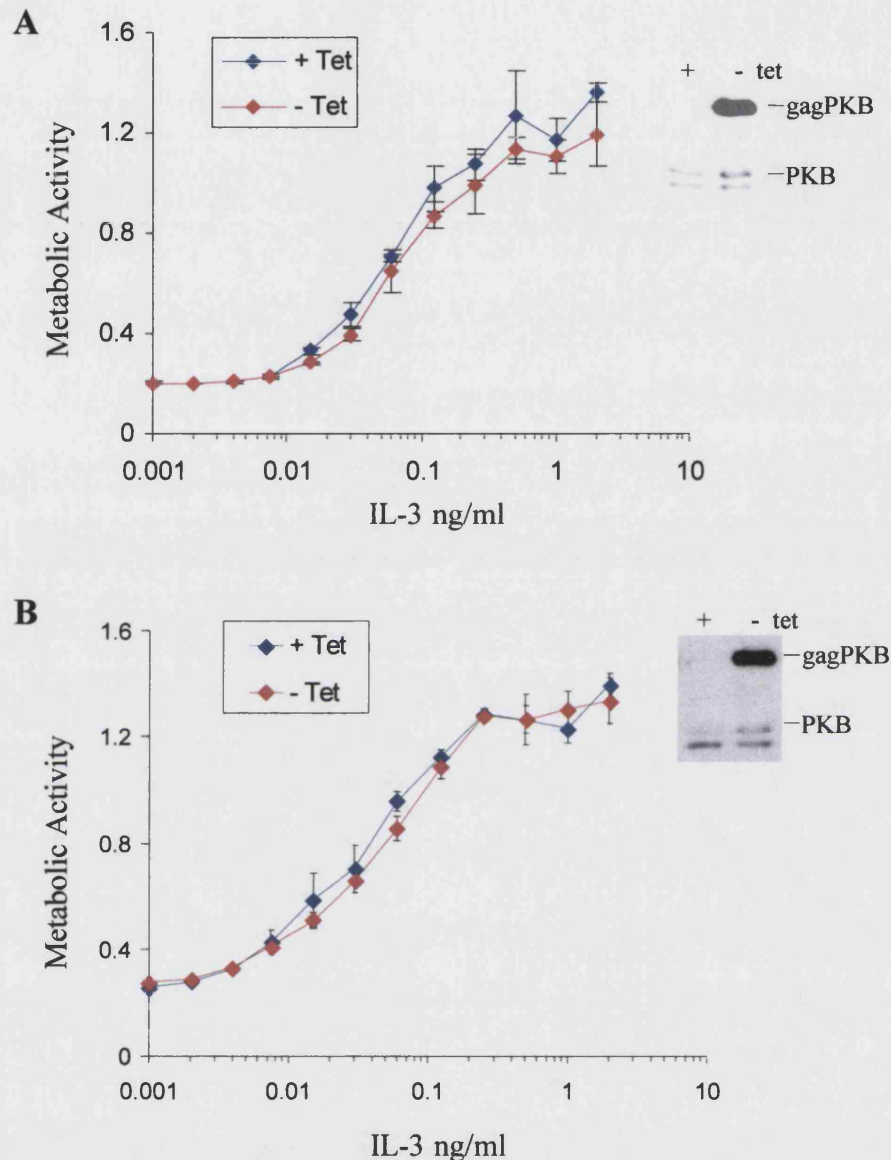 A
1.6
1.2
0.8
0.4
0
Metabolic Activity
+ Tet
- Tet
+ - tet
gagPKB
PKB
0.001 0.01 0.1 1 10
IL-3 ng/ml
B
1.6
1.2
0.8
0.4
0
Metabolic Activity
+ Tet
- Tet
+ - tet
gagPKB
PKB
0.001 0.01 0.1 1 10
IL-3 ng/ml